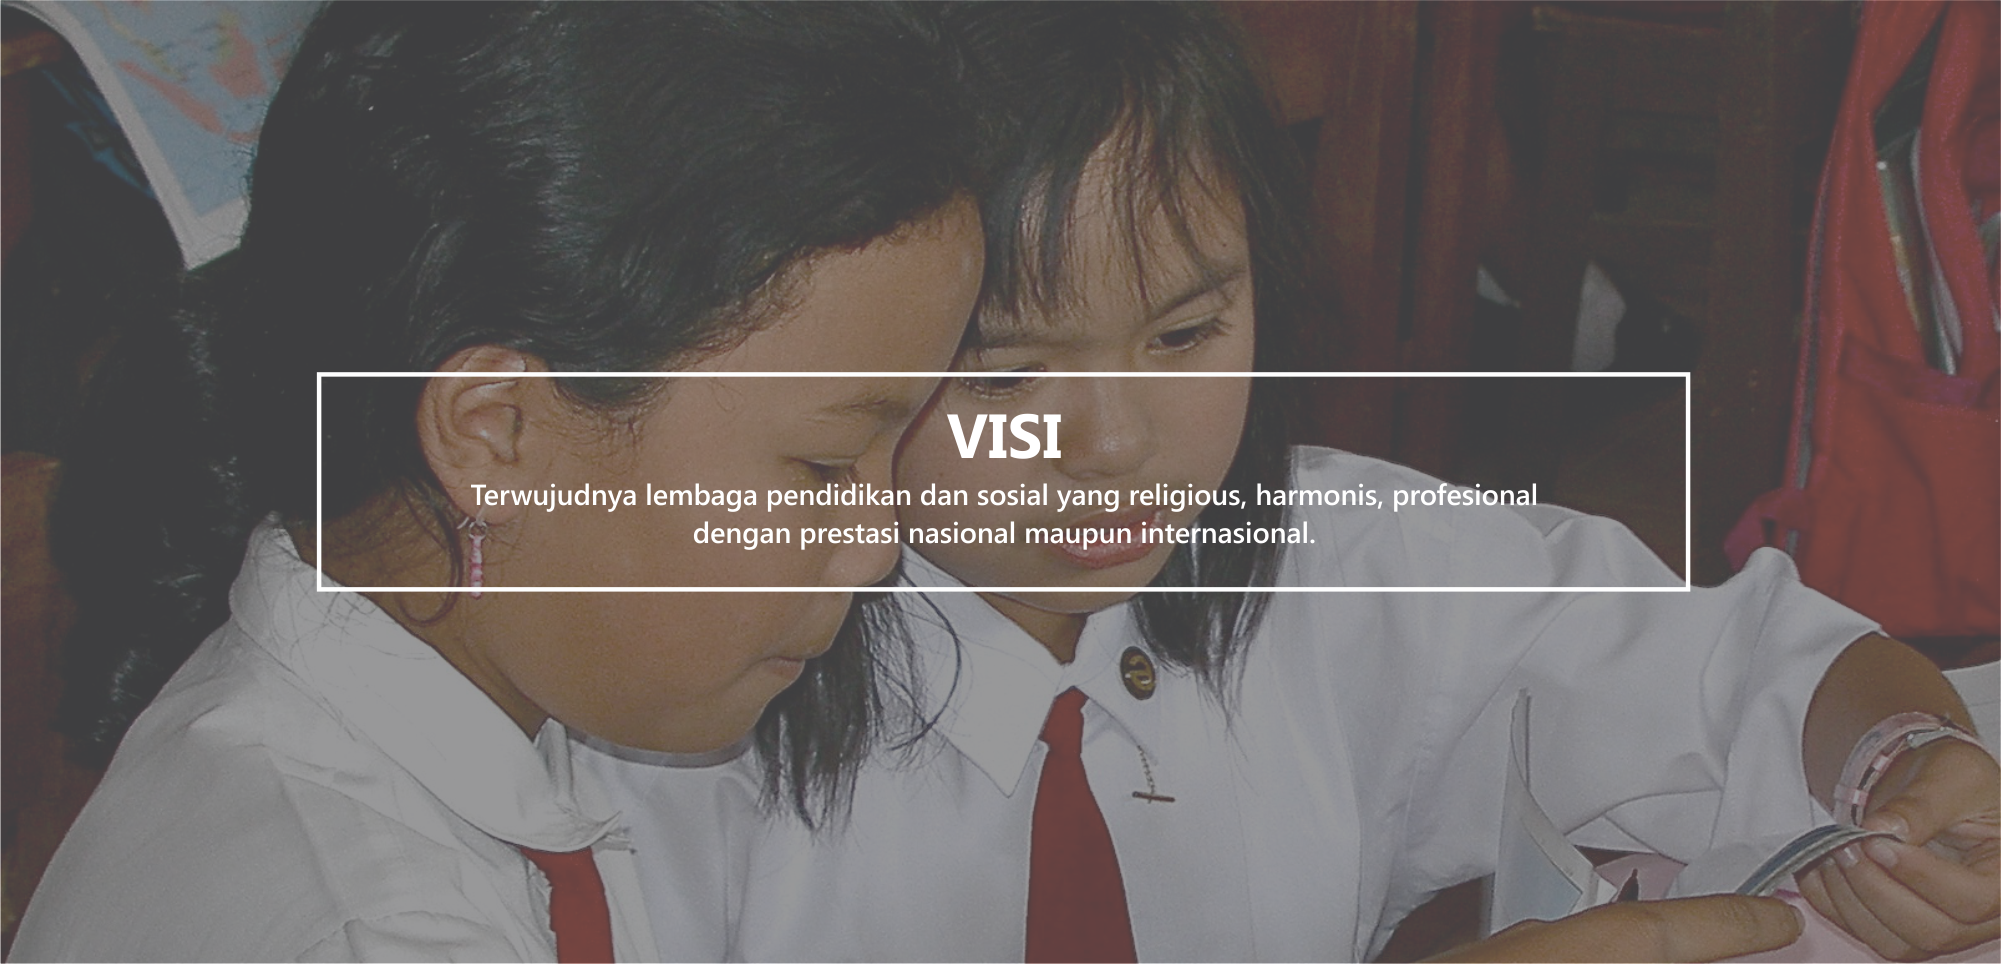 VISI
Terwujudnya lembaga pendidikan dan sosial yang religious, harmonis, profesional
dengan prestasi nasional maupun internasional.